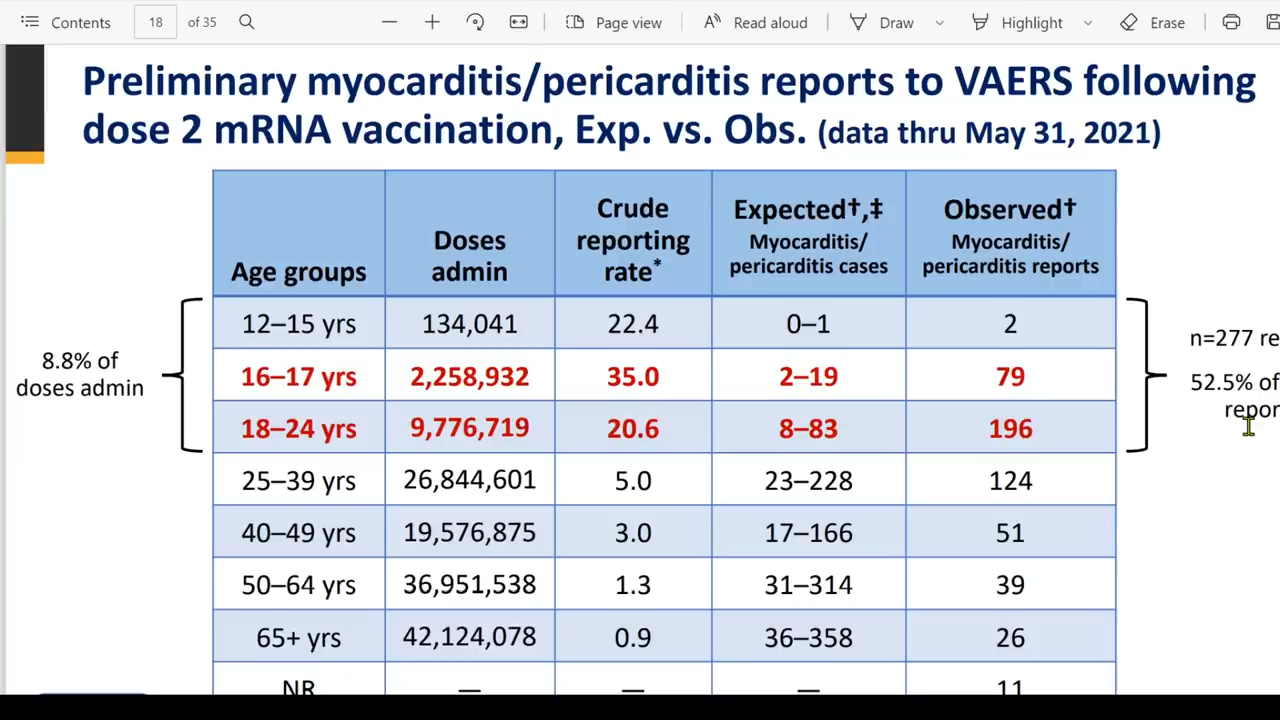 Contents 18 of 35 Page view Read aloud Draw Highlight Erase
Preliminary myocarditis/pericarditis reports to VAERS following
dose 2 mRNA vaccination, Exp. vs. Obs. (data thru May 31, 2021)
Age groups
Doses
admin
Crude
reporting
rate*
Expected†,‡
Myocarditis/
pericarditis cases
Observed†
Myocarditis/
pericarditis reports
12–15 yrs 134,041 22.4 0–1 2
16–17 yrs 2,258,932 35.0 2–19 79
18–24 yrs 9,776,719 20.6 8–83 196
25–39 yrs 26,844,601 5.0 23–228 124
40–49 yrs 19,576,875 3.0 17–166 51
50–64 yrs 36,951,538 1.3 31–314 39
65+ yrs 42,124,078 0.9 36–358 26
NR — — — 11
8.8% of
doses admin
n=277 re
52.5% of
repor